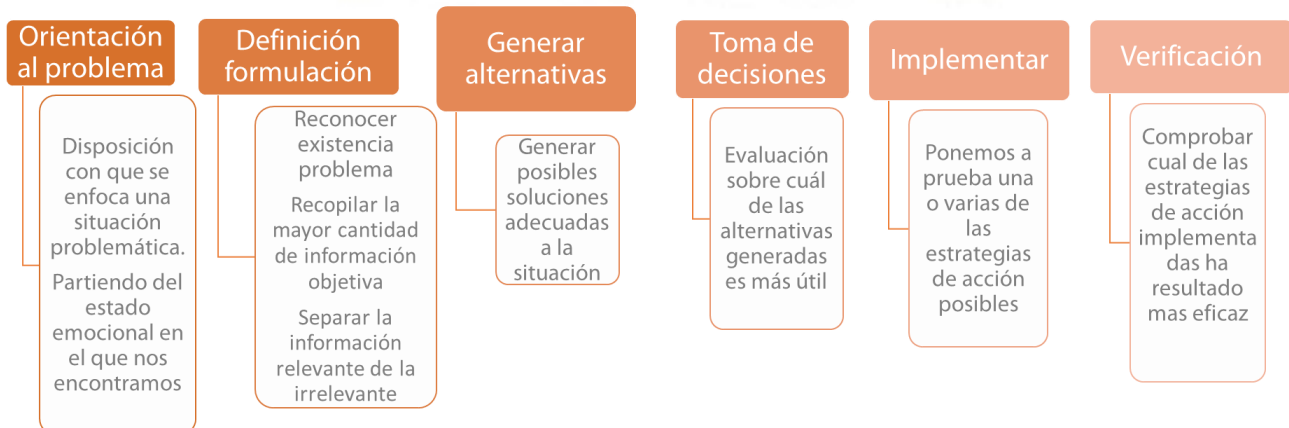 Orientación
al problema
Disposición
con que se
enfoca una
situación
problemática.
Partiendo del
estado
emocional en
el que nos
encontramos
Definición
formulación
Reconocer
existencia
problema
Recopilar la
mayor cantidad
de información
objetiva
Separar la
información
relevante de la
irrelevante
Generar
alternativas
Generar
posibles
soluciones
adecuadas
a la
situación
Toma de
decisiones
Evaluación
sobre cuál
de las
alternativas
generadas
es más útil
Implementar
Ponemos a
prueba una
o varias de
las
estrategias
de acción
posibles
Verificación
Comprobar
cual de las
estrategias
de acción
implementa
das ha
resultado
mas eficaz